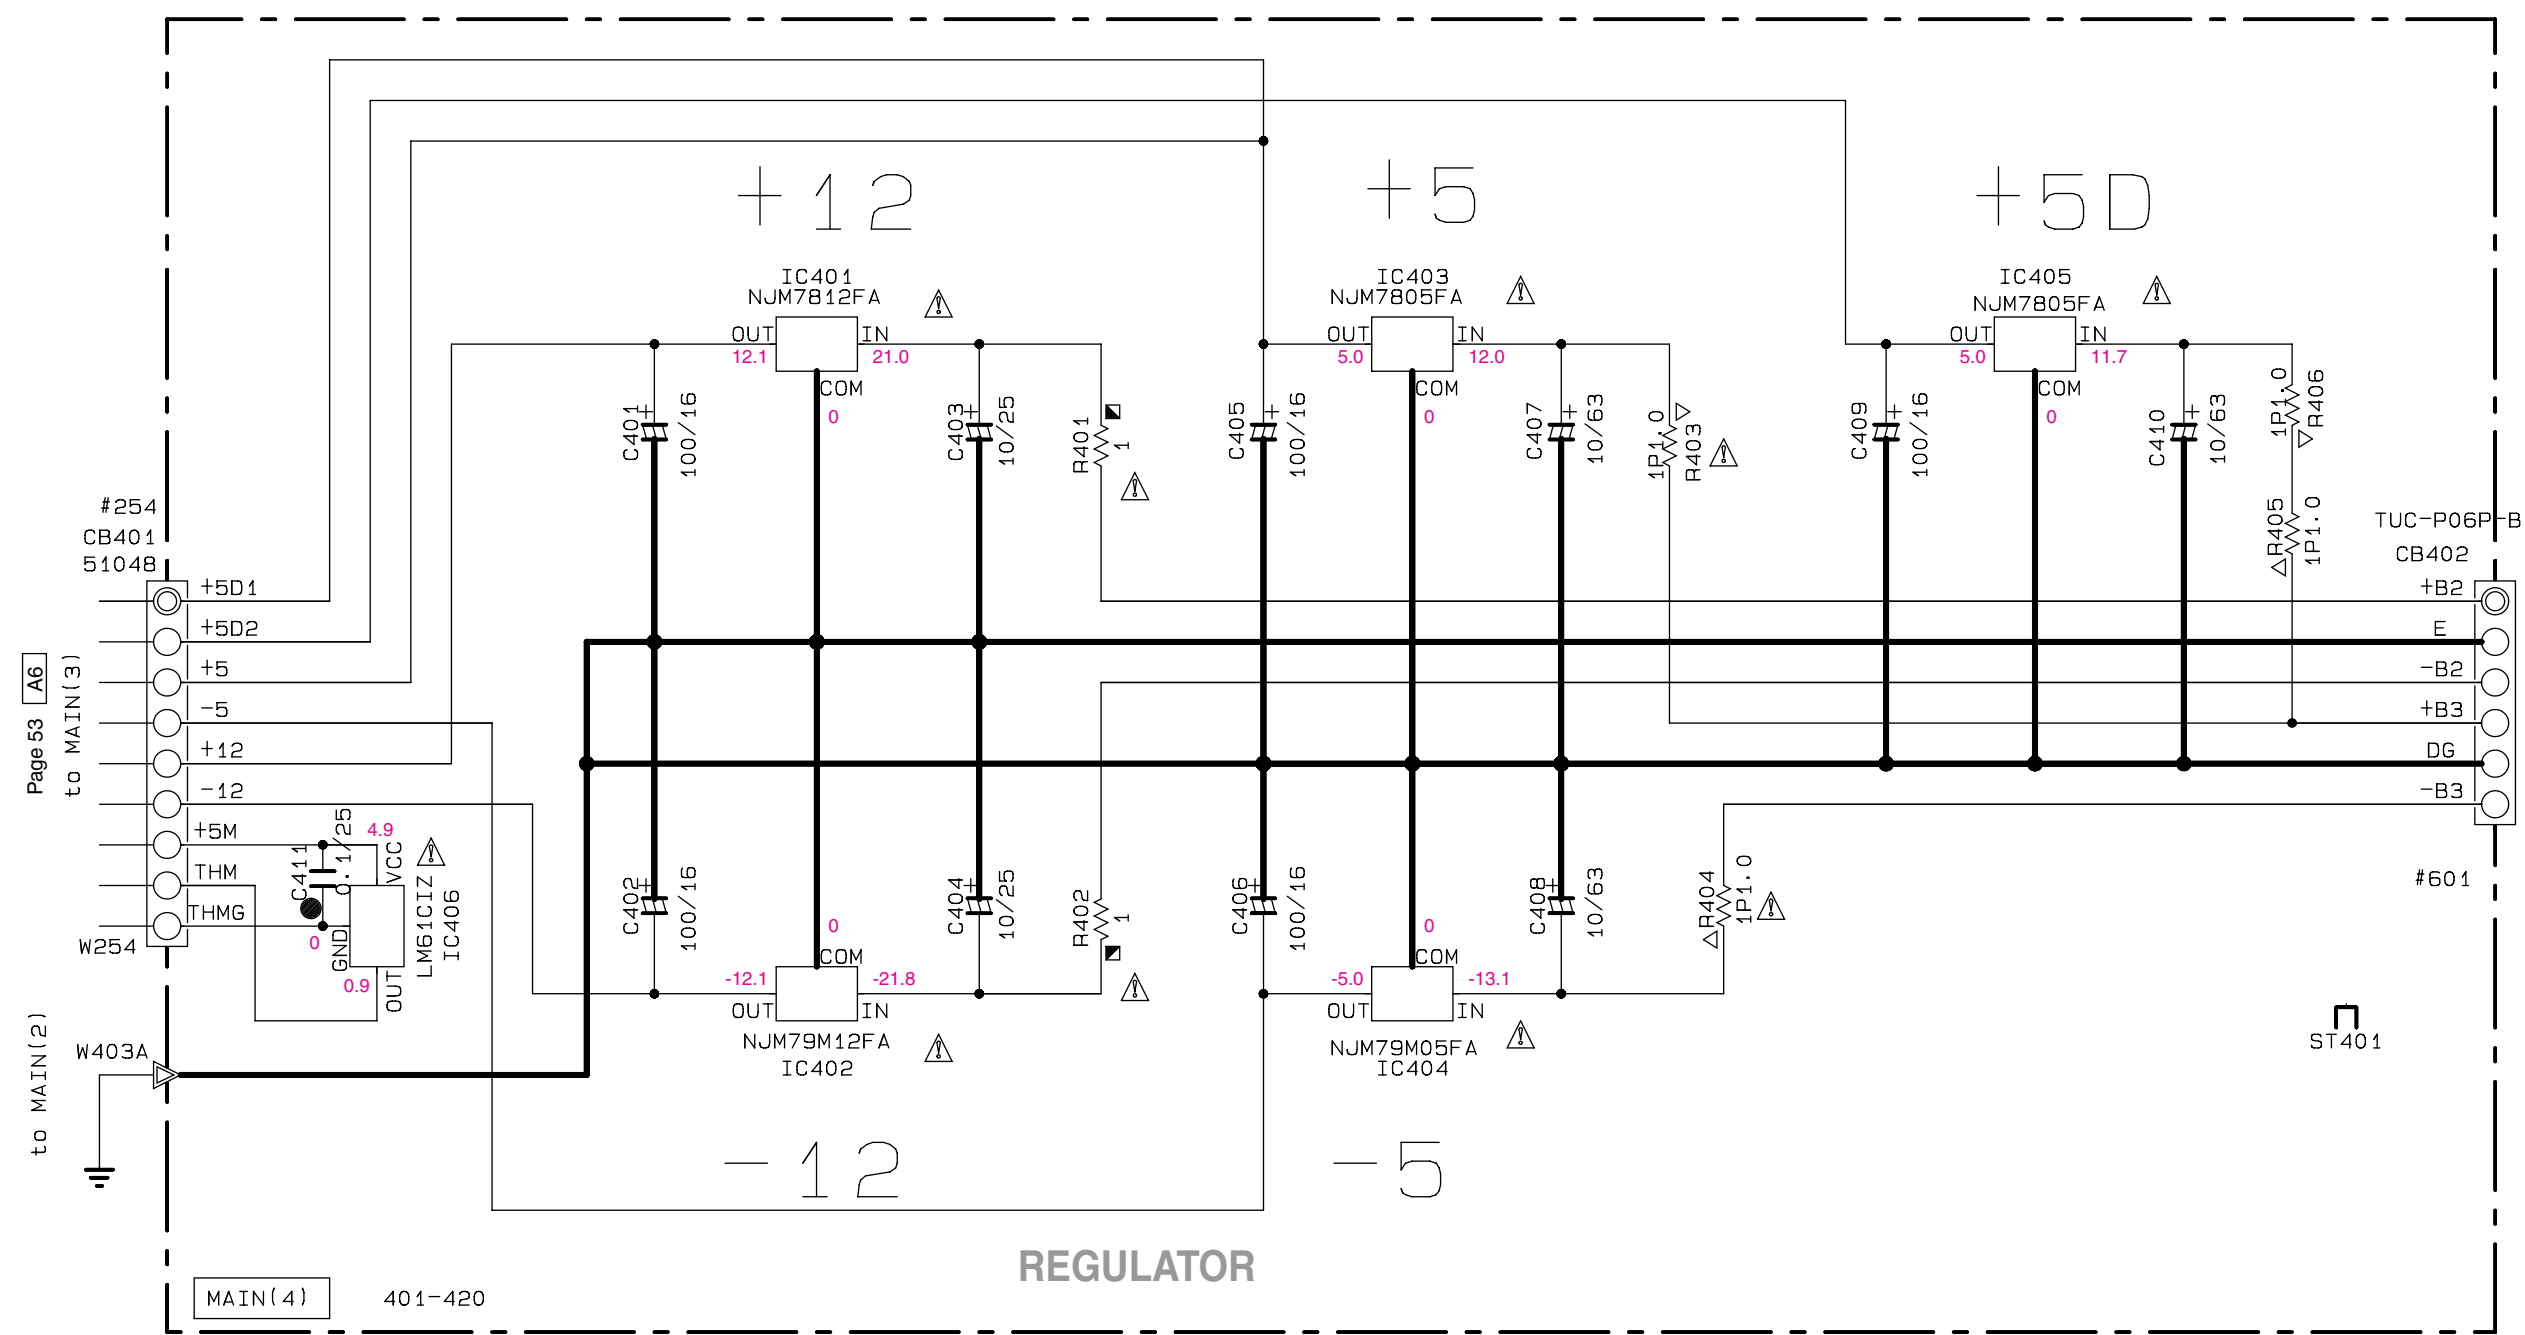 +12
+5
+5D
IC401
NJM7812FA
OUT
IN
12.1
21.0
COM
0
IC403
NJM7805FA
OUT
IN
5.0
12.0
COM
0
IC405
NJM7805FA
OUT
IN
5.0
11.7
COM
0
C401
+
100/16
C403
+
10/25
R401
1
C405
+
100/16
C407
+
10/63
1P1.0
R403
C409
+
100/16
C410
+
10/63
1P1.0
R406
R405
1P1.0
#254
CB401
51048
+5D1
+5D2
+5
-5
+12
-12
+5M
THM
THMG
W254
Page 53 A6
to MAIN(3)
TUC-P06P-B
CB402
+B2
E
-B2
+B3
DG
-B3
#601
C411
0.1/25
4.9
VCC
LM61CIZ
IC406
0
GND
0.9
OUT
C402
+
100/16
C404
+
10/25
R402
1
C406
+
100/16
C408
+
10/63
R404
1P1.0
0
COM
-12.1
-21.8
OUT
IN
NJM79M12FA
IC402
0
COM
-5.0
-13.1
OUT
IN
NJM79M05FA
IC404
ST401
to MAIN(2)
W403A
-12
-5
REGULATOR
MAIN(4)
401-420